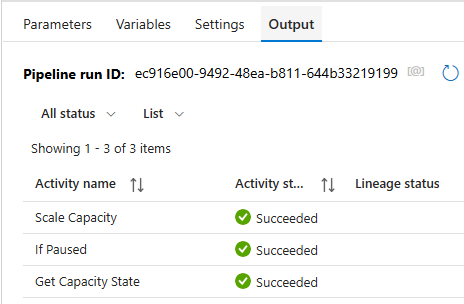 Parameters Variables Settings Output
Pipeline run ID: ec916e00-9492-48ea-b811-644b33219199 [@]
All status List
Showing 1 - 3 of 3 items
Activity name Activity st... Lineage status
Scale Capacity Succeeded
If Paused Succeeded
Get Capacity State Succeeded